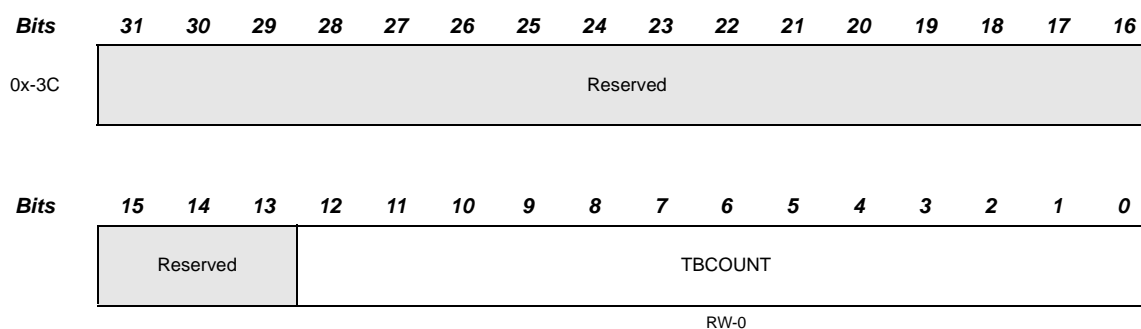 Bits 31 30 29 28 27 26 25 24 23 22 21 20 19 18 17 16
0x-3C Reserved
Bits 15 14 13 12 11 10 9 8 7 6 5 4 3 2 1 0
Reserved TBCOUNT
RW-0